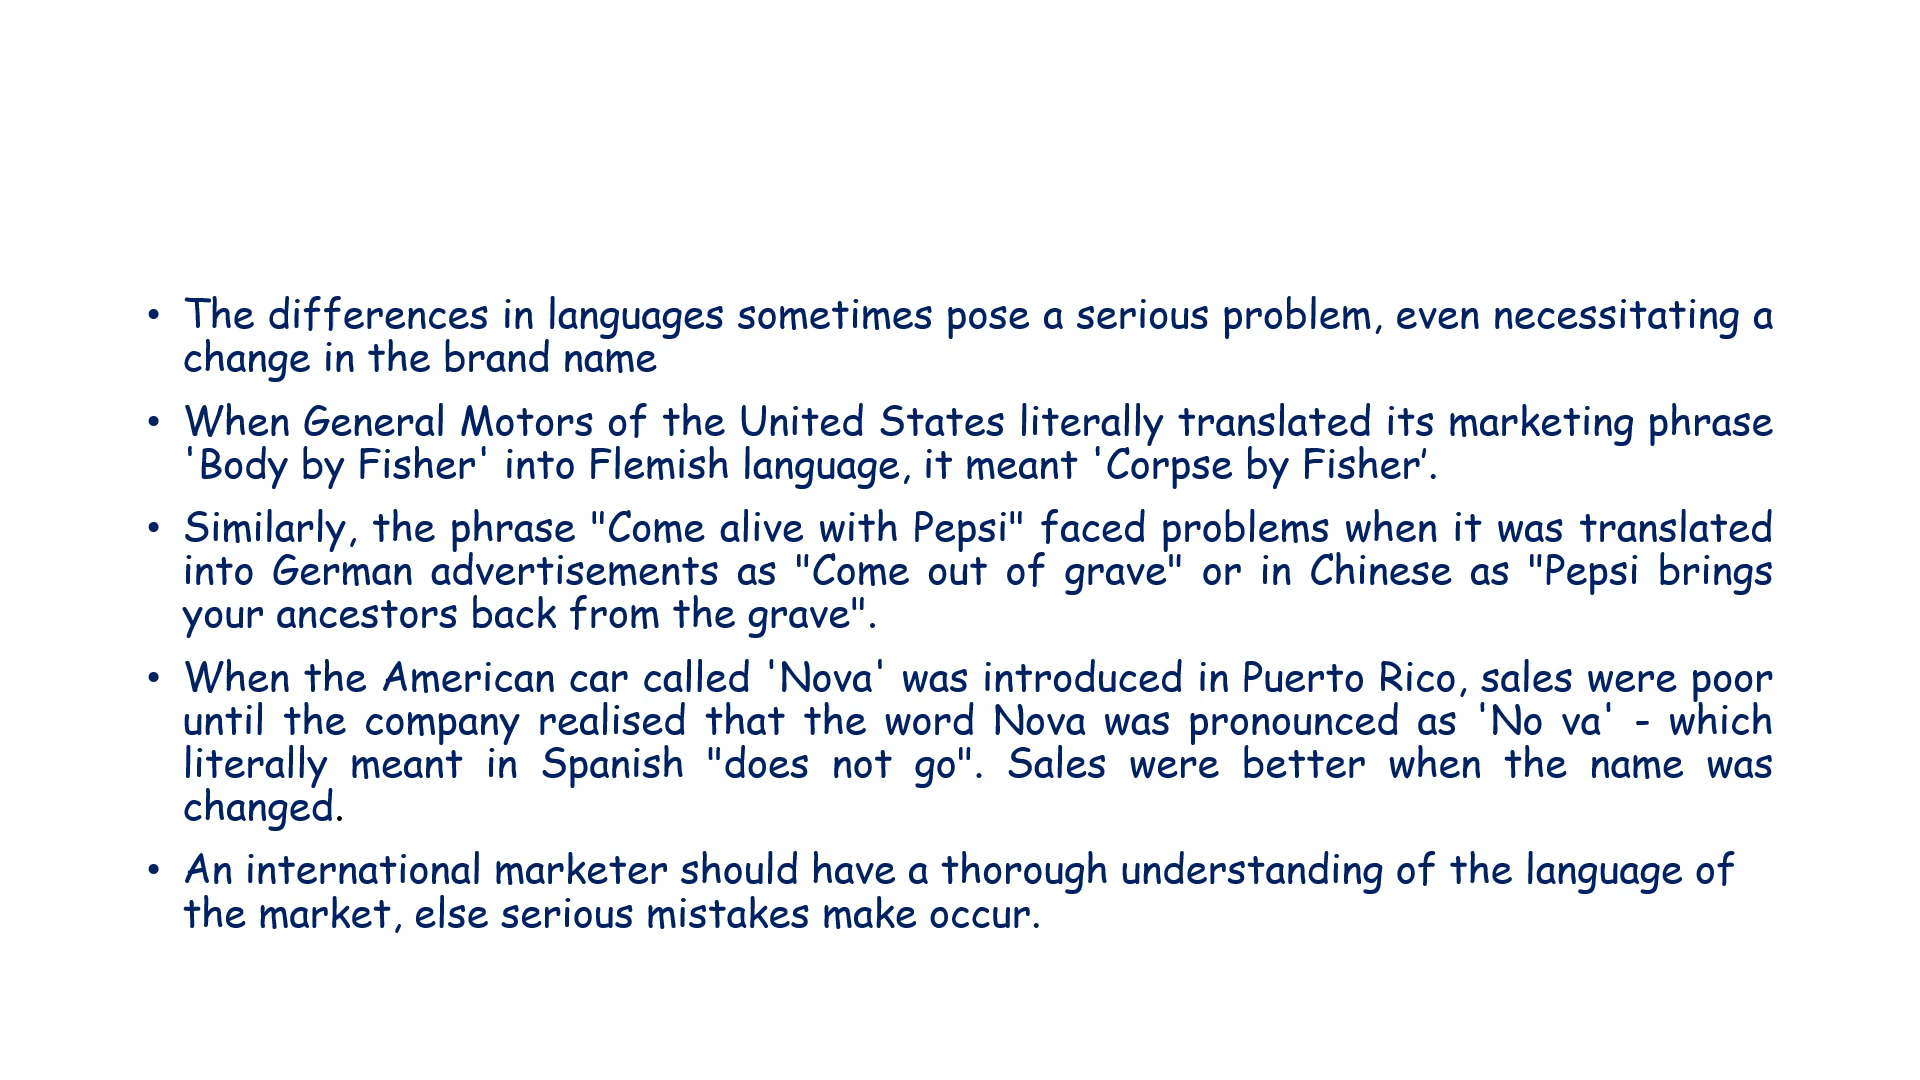 • The differences in languages sometimes pose a serious problem, even necessitating a
change in the brand name
• When General Motors of the United States literally translated its marketing phrase
'Body by Fisher' into Flemish language, it meant 'Corpse by Fisher’.
• Similarly, the phrase "Come alive with Pepsi" faced problems when it was translated
into German advertisements as "Come out of grave" or in Chinese as "Pepsi brings
your ancestors back from the grave".
• When the American car called 'Nova' was introduced in Puerto Rico, sales were poor
until the company realised that the word Nova was pronounced as 'No va' - which
literally meant in Spanish "does not go". Sales were better when the name was
changed.
• An international marketer should have a thorough understanding of the language of
the market, else serious mistakes make occur.